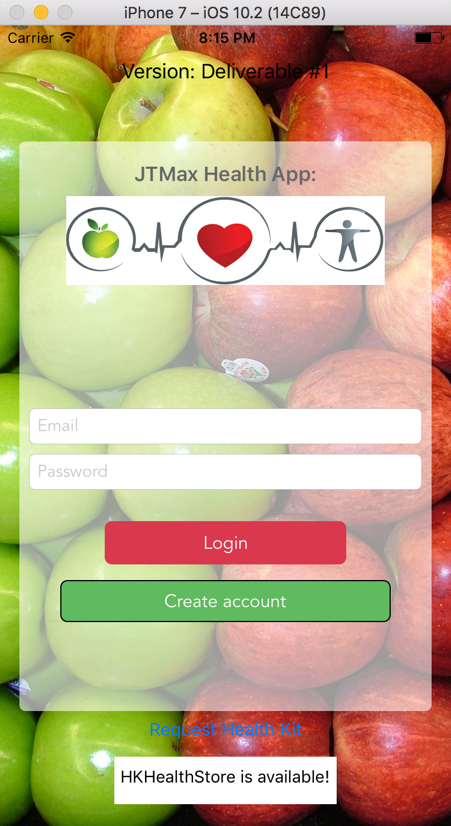 iPhone 7 – iOS 10.2 (14C89)
Carrier 8:15 PM
Version: Deliverable #1
JTMax Health App:
Email
Password
Login
Create account
Request Health Kit
HKHealthStore is available!